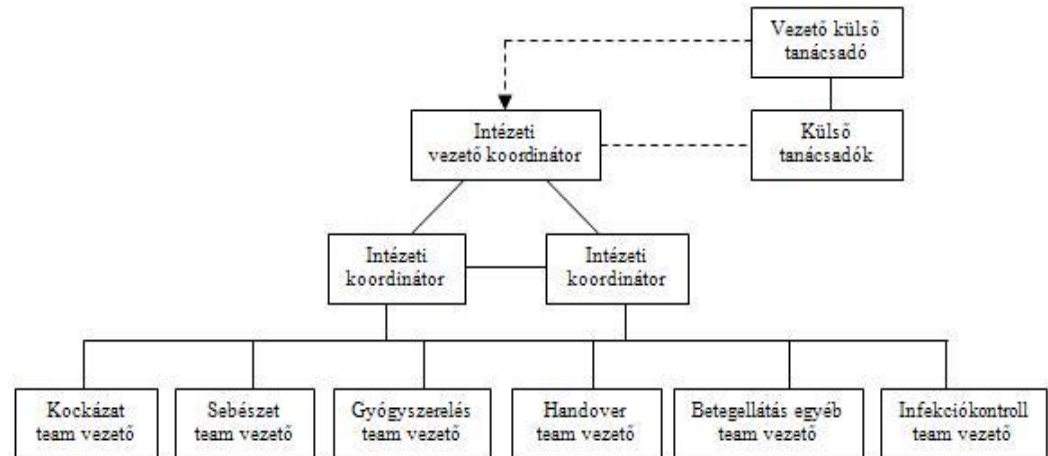 Vezető külső
tanácsadó
Intézeti
vezető koordinátor
Külső
tanácsadók
Intézeti
koordinátor
Intézeti
koordinátor
Kockázat
team vezető
Sebészet
team vezető
Gyógyszerelés
team vezető
Handover
team vezető
Betegellátás egyéb
team vezető
Infekciókontroll
team vezető